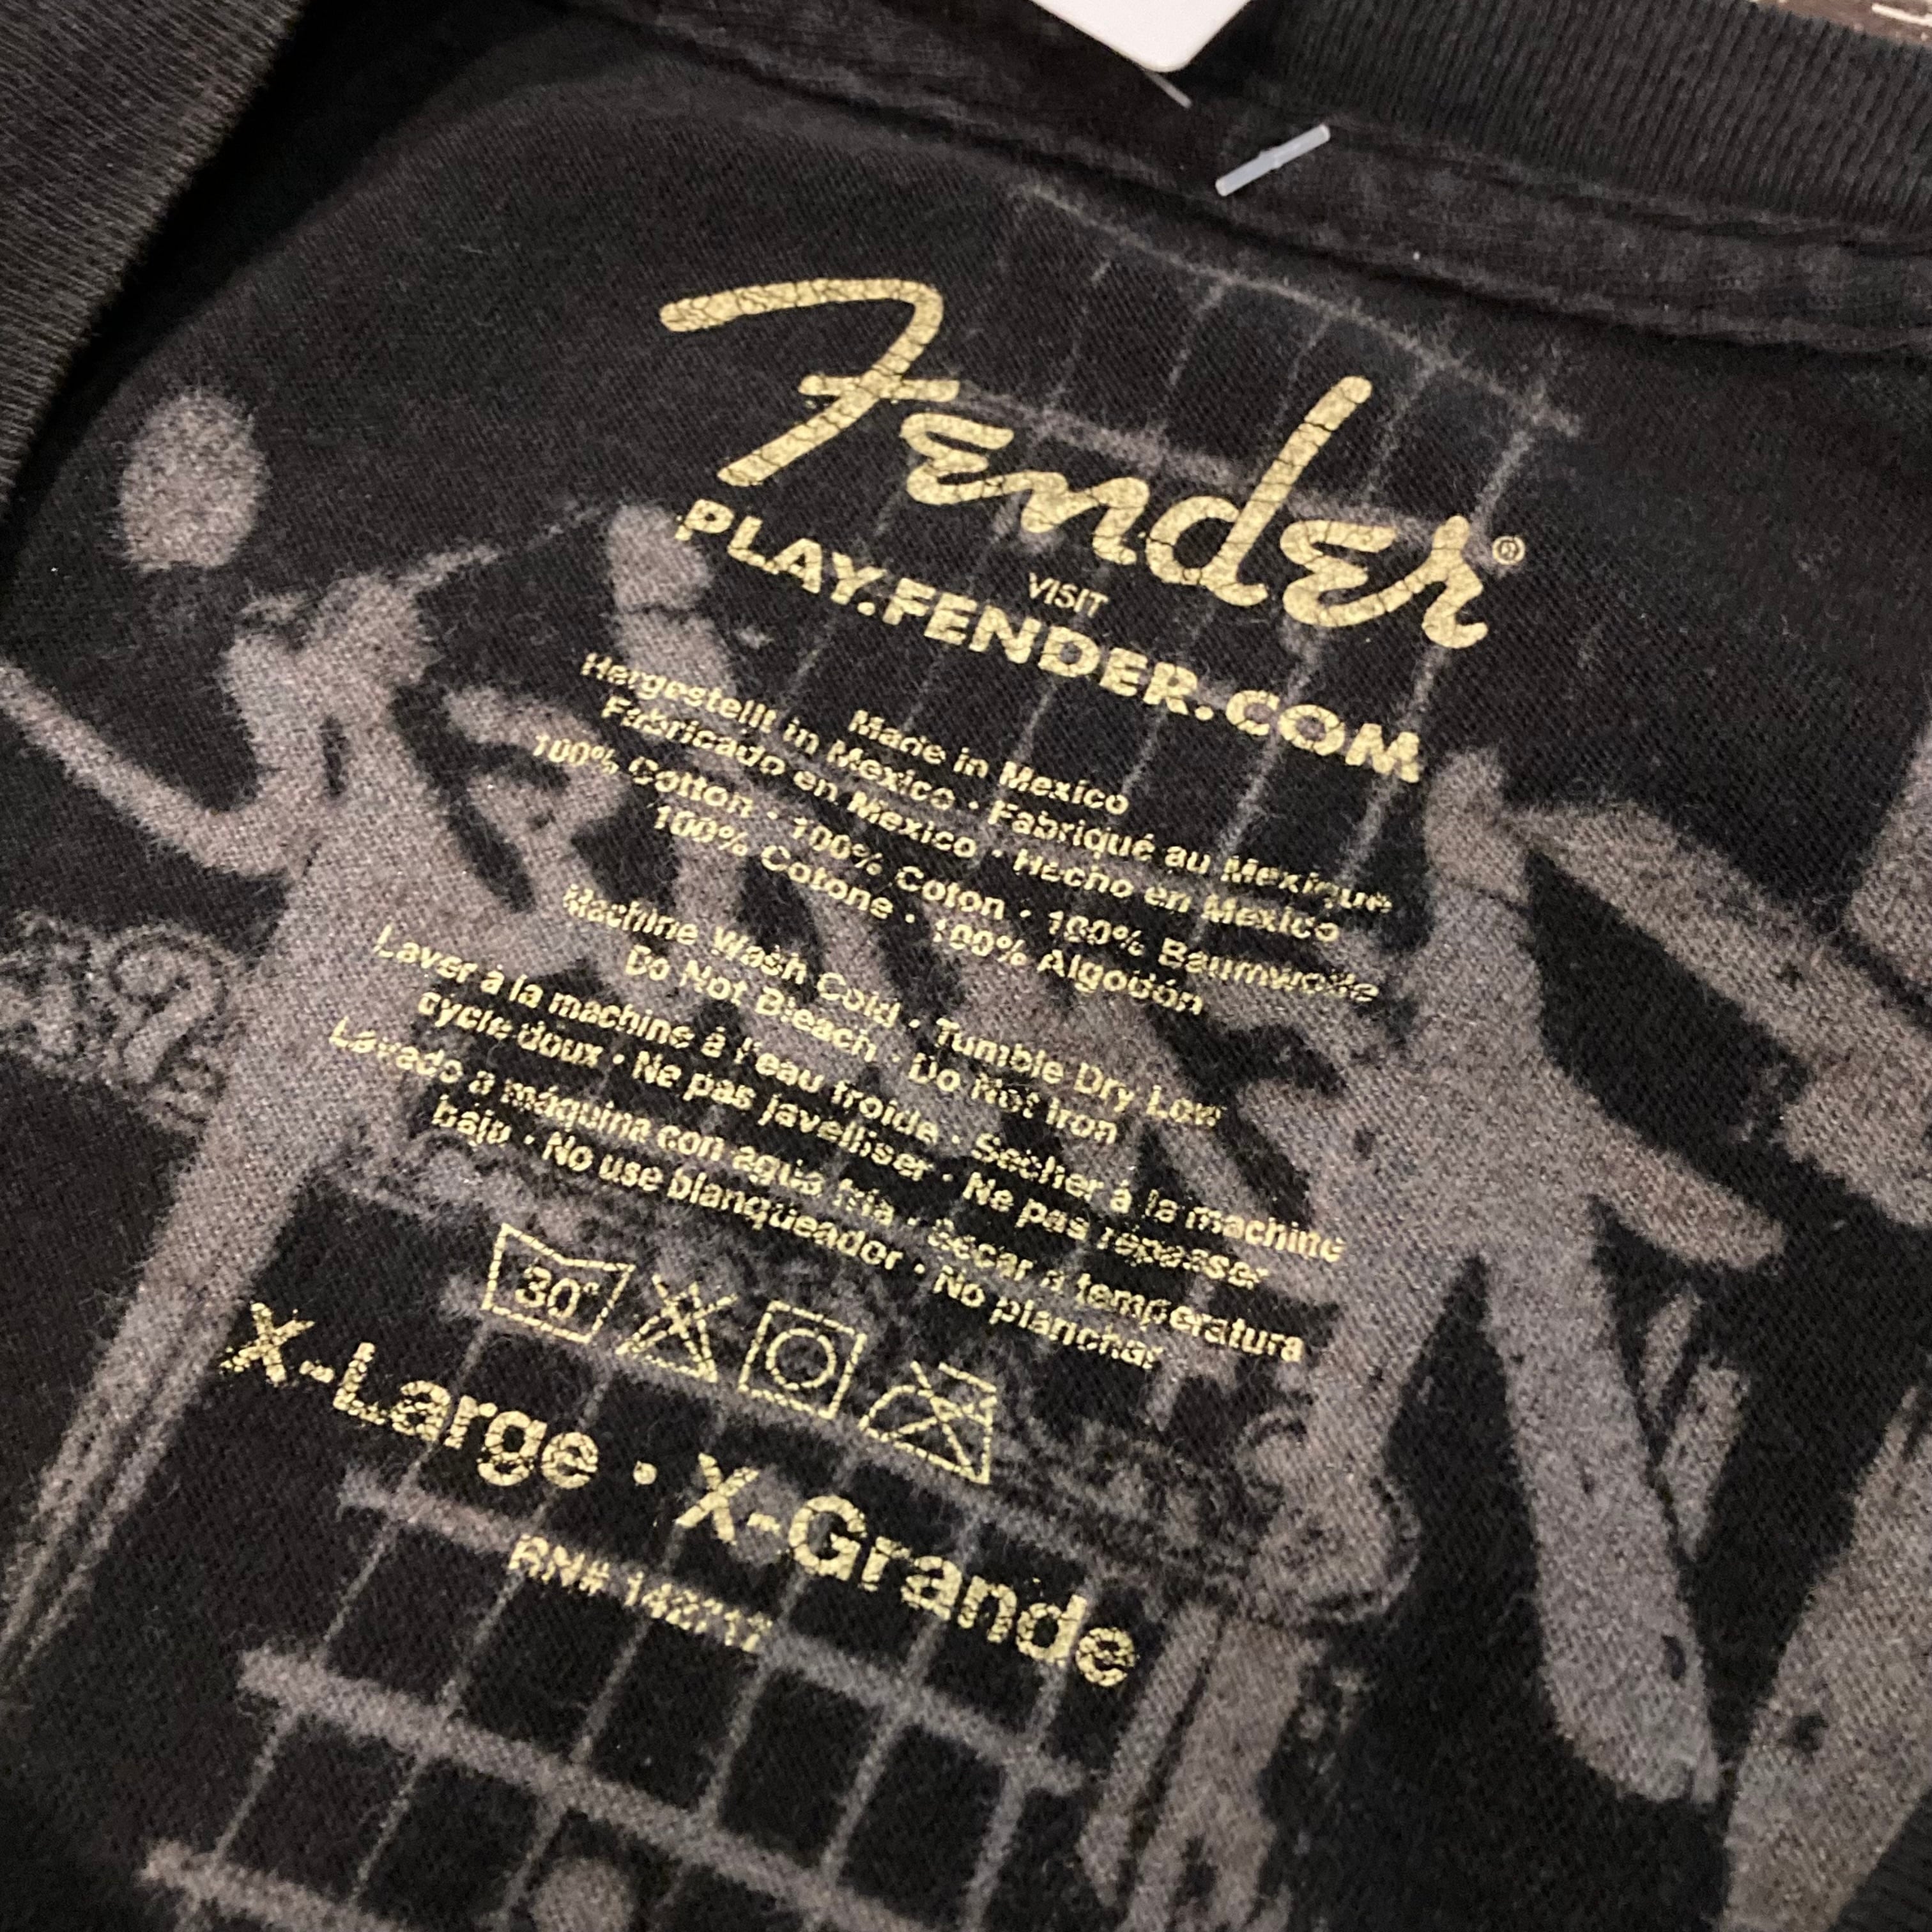 Fender®
VISIT
PLAY.FENDER.COM
Made in Mexico
Hergestellt in Mexico • Fabriqué au Mexique
Fabricado en Mexico • Hecho en Mexico
100% Cotton • 100% Coton • 100% Baumwolle
100% Cotone • 100% Algodón
Machine Wash Cold • Tumble Dry Low
Do Not Bleach • Do Not Iron
Laver à la machine à l'eau froide • Sécher à la machine
cycle doux • Ne pas javelliser • Ne pas repasser
Lavado a máquina con agua fria • Secar a temperatura
bajo • No use blanqueador • No planchar
30°
X-Large • X-Grande
RN# 142717